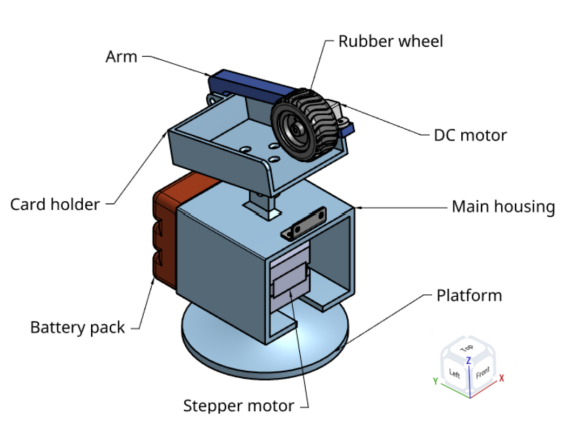 Rubber wheel
Arm
DC motor
Card holder
Main housing
Platform
Battery pack
Stepper motor
Top
Left
Front
Z
Y
X